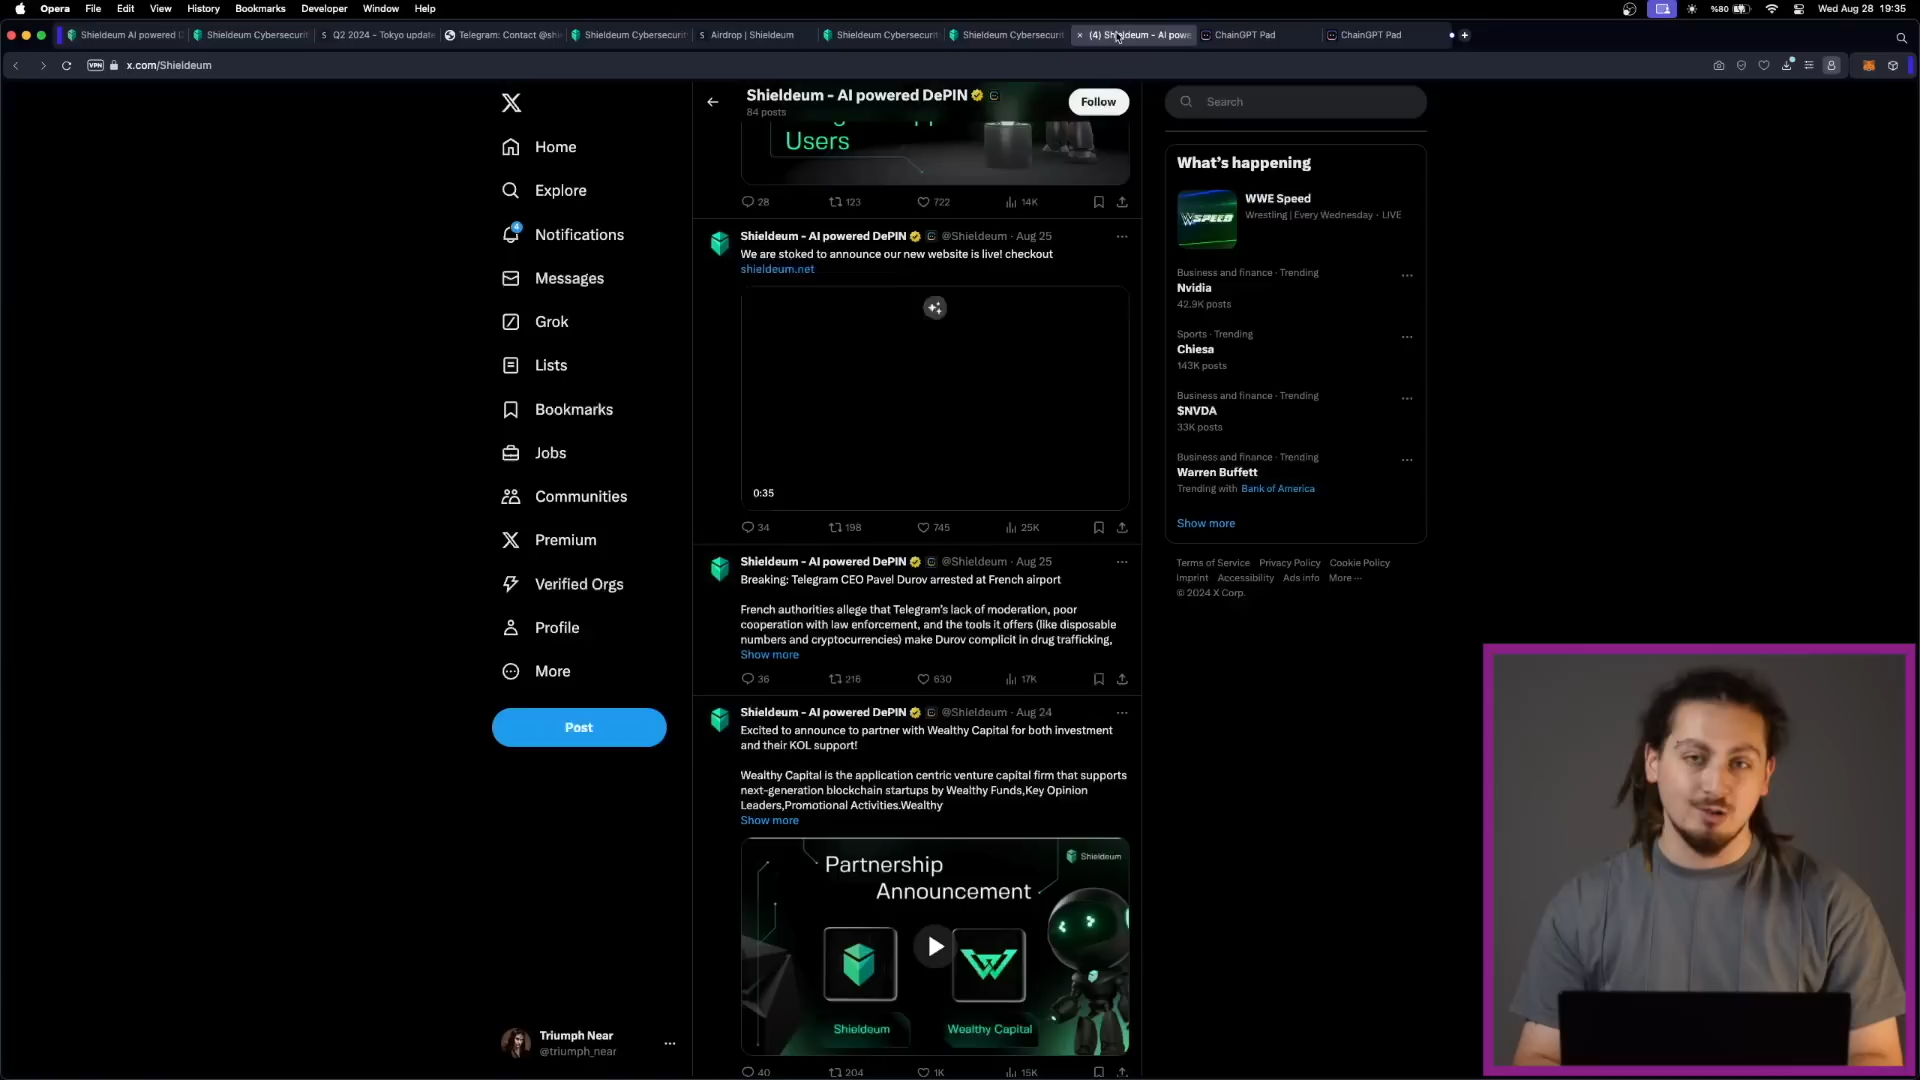 Opera File Edit View History Bookmarks Developer Window Help
%80 Wed Aug 28 19:35
Shieldeum AI powered D
Shieldeum Cybersecurit
Q2 2024 - Tokyo update
Telegram: Contact @shi
Shieldeum Cybersecurit
Airdrop | Shieldeum
Shieldeum Cybersecurit
Shieldeum Cybersecurit
(4) Shieldeum - AI powe
ChainGPT Pad
ChainGPT Pad
VPN x.com/Shieldeum
Home
Explore
4
Notifications
Messages
Grok
Lists
Bookmarks
Jobs
Communities
Premium
Verified Orgs
Profile
More
Post
Triumph Near
@triumph_near
Shieldeum - AI powered DePIN
84 posts
Follow
Users
28 123 722 14K
Shieldeum - AI powered DePIN @Shieldeum · Aug 25
We are stoked to announce our new website is live! checkout
shieldeum.net
0:35
34 198 745 25K
Shieldeum - AI powered DePIN @Shieldeum · Aug 25
Breaking: Telegram CEO Pavel Durov arrested at French airport
French authorities allege that Telegram's lack of moderation, poor
cooperation with law enforcement, and the tools it offers (like disposable
numbers and cryptocurrencies) make Durov complicit in drug trafficking,
Show more
36 216 630 17K
Shieldeum - AI powered DePIN @Shieldeum · Aug 24
Excited to announce to partner with Wealthy Capital for both investment
and their KOL support!
Wealthy Capital is the application centric venture capital firm that supports
next-generation blockchain startups by Wealthy Funds,Key Opinion
Leaders,Promotional Activities.Wealthy
Show more
Partnership
Announcement
Shieldeum
Shieldeum
Wealthy Capital
40 204 1K 15K
Search
What's happening
WWE Speed
Wrestling | Every Wednesday · LIVE
SPEED
Business and finance · Trending
Nvidia
42.9K posts
Sports · Trending
Chiesa
143K posts
Business and finance · Trending
$NVDA
33K posts
Business and finance · Trending
Warren Buffett
Trending with Bank of America
Show more
Terms of Service Privacy Policy Cookie Policy
Imprint Accessibility Ads info More ···
© 2024 X Corp.